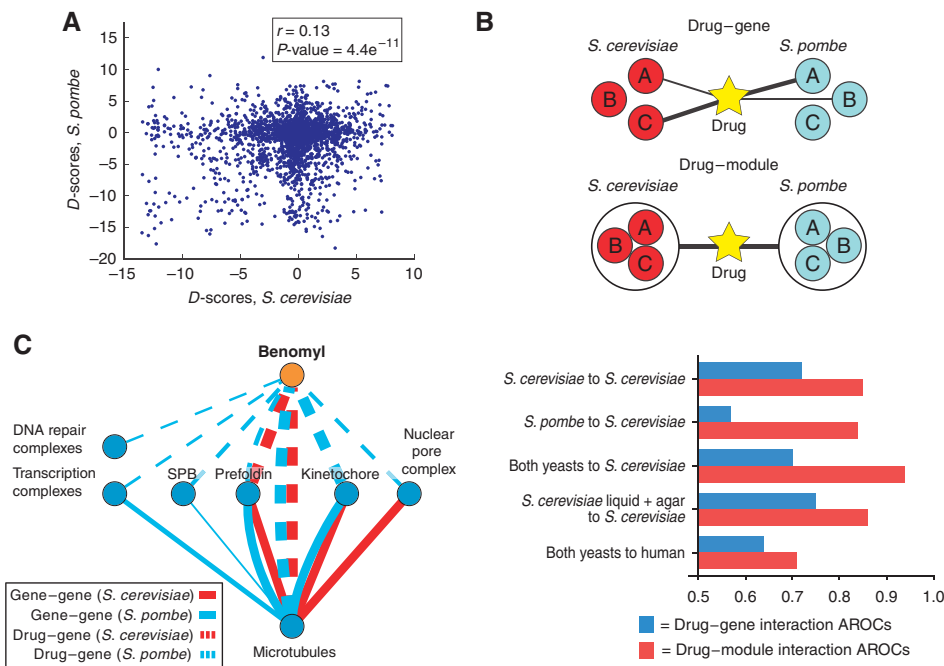 A
r = 0.13
P-value = 4.4e−11
D-scores, S. pombe
15
10
5
0
−5
−10
−15
−20
−15
−10
−5
0
5
10
D-scores, S. cerevisiae
B
Drug–gene
S. cerevisiae
S. pombe
A
B
C
Drug
A
B
C
Drug–module
S. cerevisiae
S. pombe
A
B
C
Drug
A
B
C
C
Benomyl
DNA repair
complexes
Transcription
complexes
SPB
Prefoldin
Kinetochore
Nuclear
pore
complex
Microtubules
Gene–gene (S. cerevisiae)
Gene–gene (S. pombe)
Drug–gene (S. cerevisiae)
Drug–gene (S. pombe)
S. cerevisiae to S. cerevisiae
S. pombe to S. cerevisiae
Both yeasts to S. cerevisiae
S. cerevisiae liquid + agar
to S. cerevisiae
Both yeasts to human
0.5
0.6
0.7
0.8
0.9
1.0
= Drug–gene interaction AROCs
= Drug–module interaction AROCs